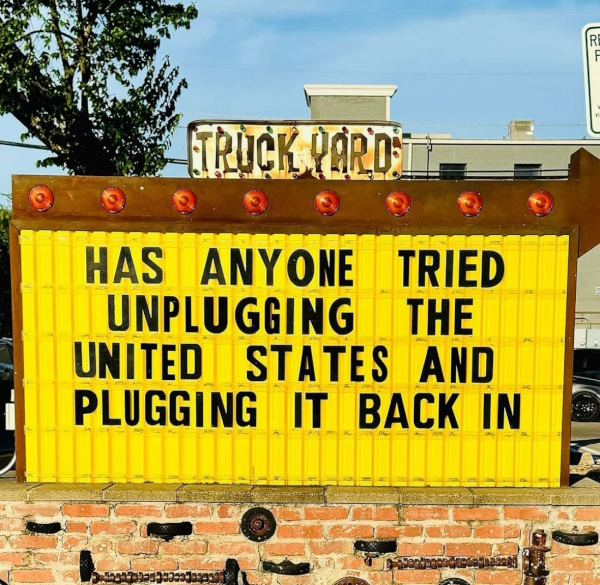 TRUCK YARD
HAS ANYONE TRIED
UNPLUGGING THE
UNITED STATES AND
PLUGGING IT BACK IN